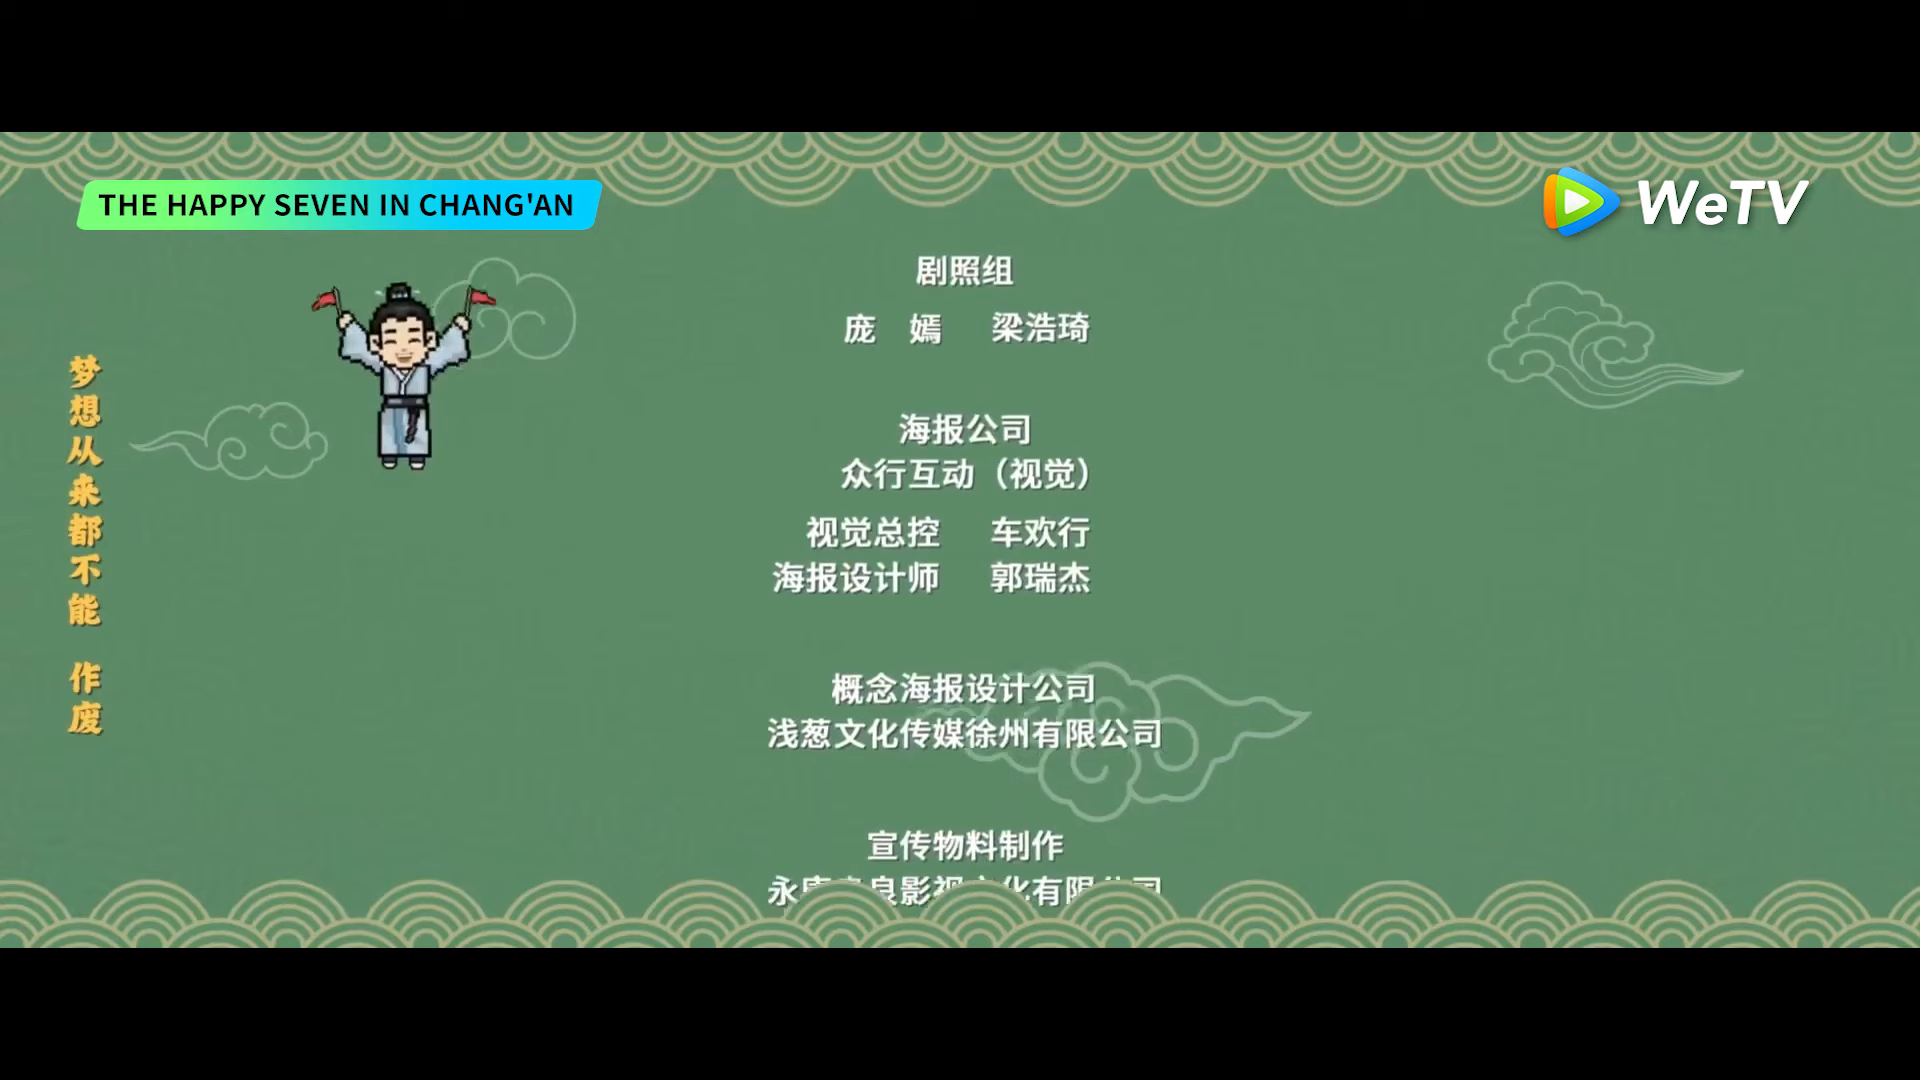 THE HAPPY SEVEN IN CHANG'AN
WeTV
梦想从来都不能 作废
剧照组
庞 嫣 梁浩琦
海报公司
众行互动（视觉）
视觉总控 车欢行
海报设计师 郭瑞杰
概念海报设计公司
浅葱文化传媒徐州有限公司
宣传物料制作